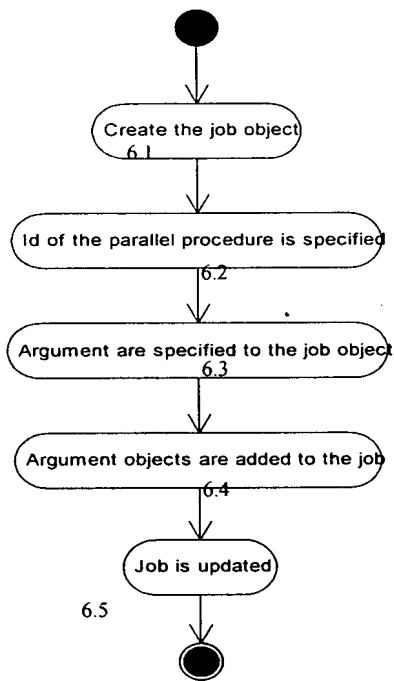 Create the job object
6.1
Id of the parallel procedure is specified
6.2
Argument are specified to the job object
6.3
Argument objects are added to the job
6.4
Job is updated
6.5